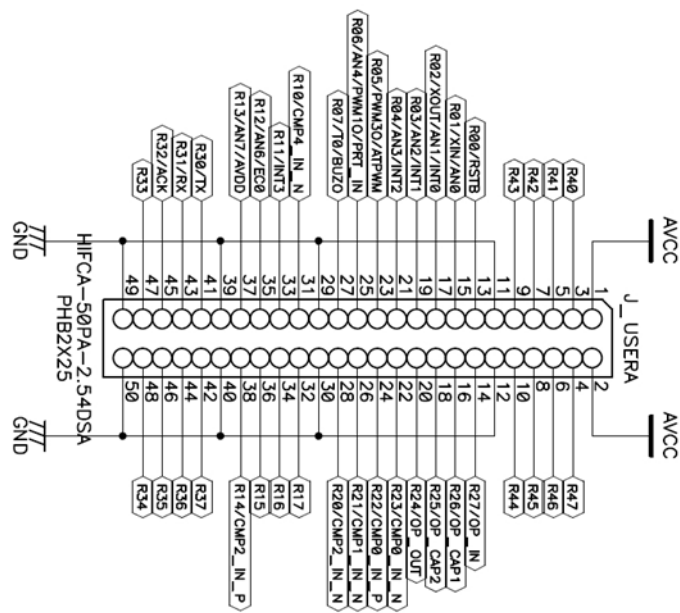 J_USERA
AVCC 1 2 AVCC
R40 3 4 R47
R41 5 6 R46
R42 7 8 R45
R43 9 10 R44
11 12
R00/RSTB 13 14 R27/OP_IN
R01/XIN/AN0 15 16 R26/OP_CAP1
R02/XOUT/AN1/INT0 17 18 R25/OP_CAP2
R03/AN2/INT1 19 20 R24/OP_OUT
R04/AN3/INT2 21 22 R23/CMP0_IN_N
R05/PWM3O/ATPWM 23 24 R22/CMP0_IN_P
R06/AN4/PWM1O/PRT_IN 25 26 R21/CMP1_IN_N
R07/T0/BUZO 27 28 R20/CMP2_IN_N
29 30
R10/CMP4_IN_N 31 32 R17
R11/INT3 33 34 R16
R12/AN6/EC0 35 36 R15
R13/AN7/AVDD 37 38 R14/CMP2_IN_P
39 40
R30/TX 41 42 R37
R31/RX 43 44 R36
R32/ACK 45 46 R35
R33 47 48 R34
49 50
GND GND
HIFCA-50PA-2.54DSA
PHB2X25